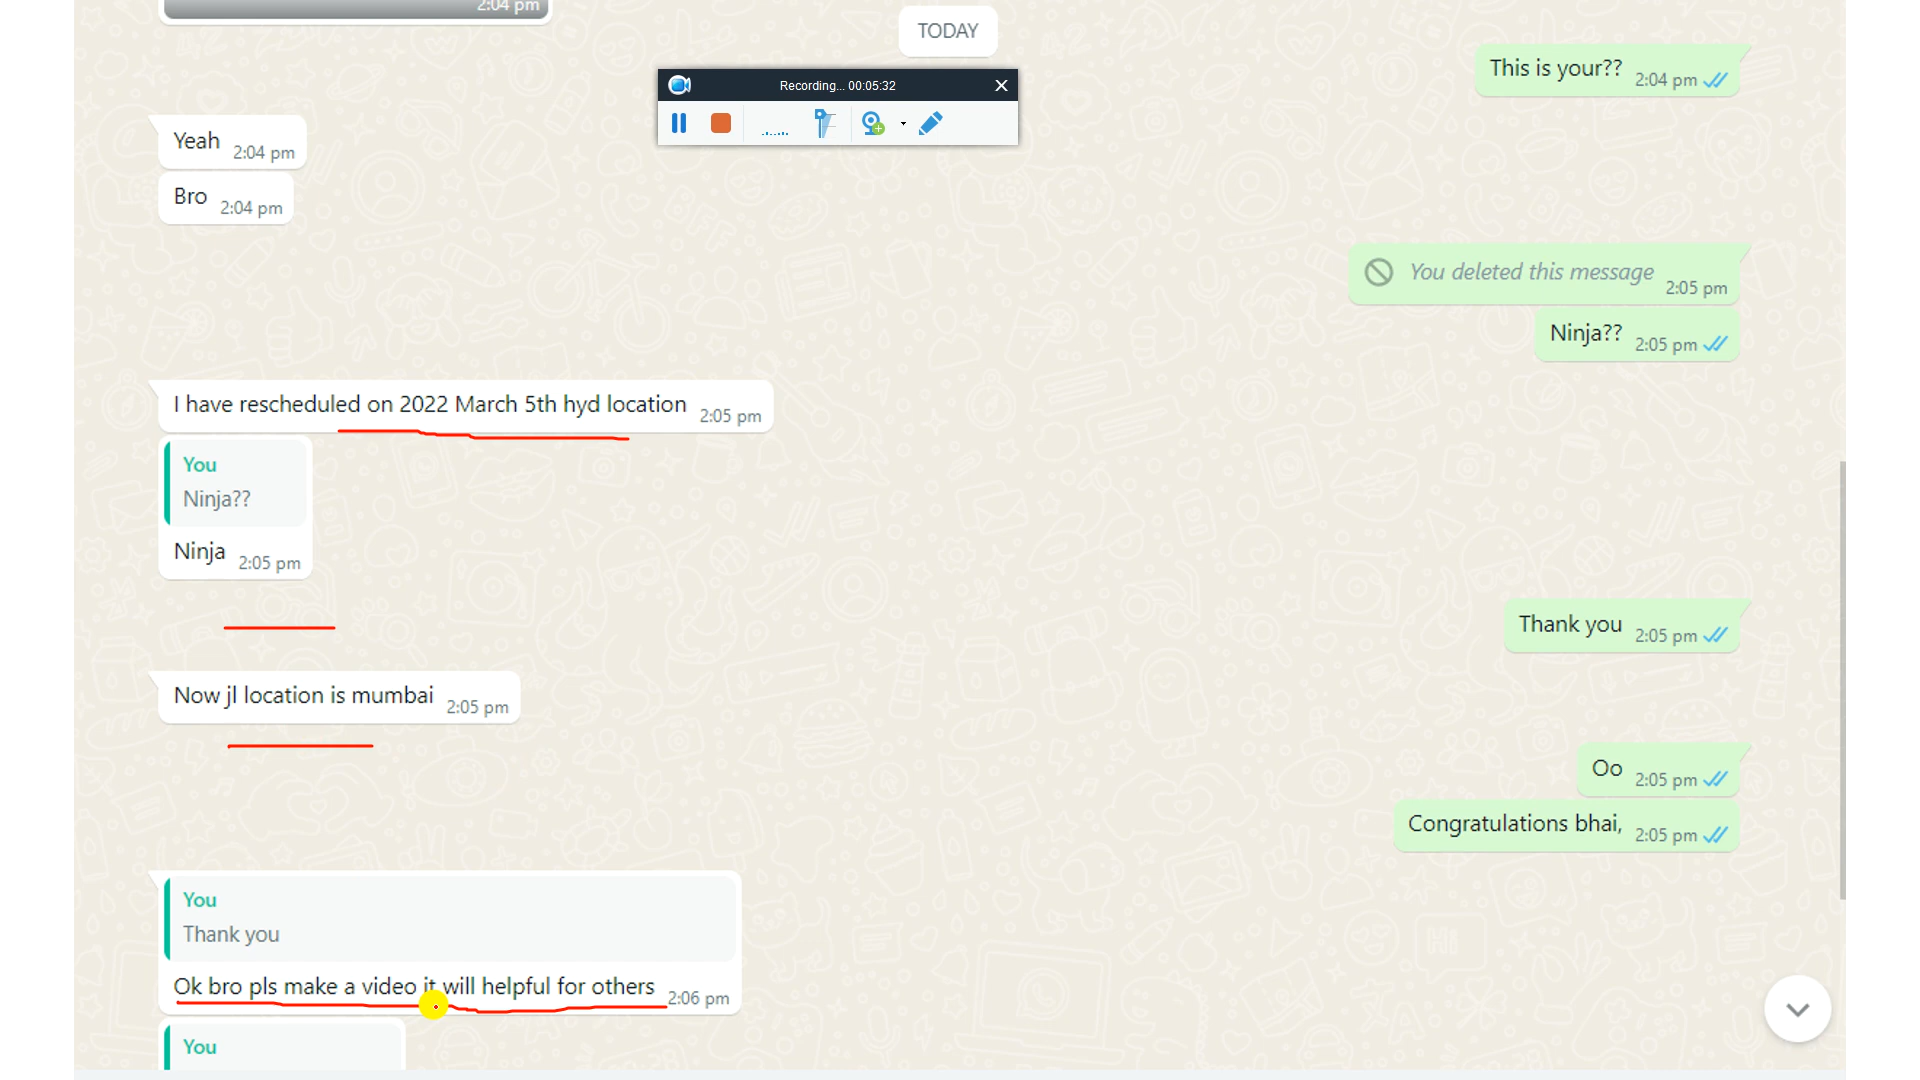 2:04 pm
TODAY
This is your?? 2:04 pm
Recording... 00:05:32
Yeah 2:04 pm
Bro 2:04 pm
You deleted this message 2:05 pm
Ninja?? 2:05 pm
I have rescheduled on 2022 March 5th hyd location 2:05 pm
You
Ninja??
Ninja 2:05 pm
Thank you 2:05 pm
Now jl location is mumbai 2:05 pm
Oo 2:05 pm
Congratulations bhai, 2:05 pm
You
Thank you
Ok bro pls make a video it will helpful for others 2:06 pm
You